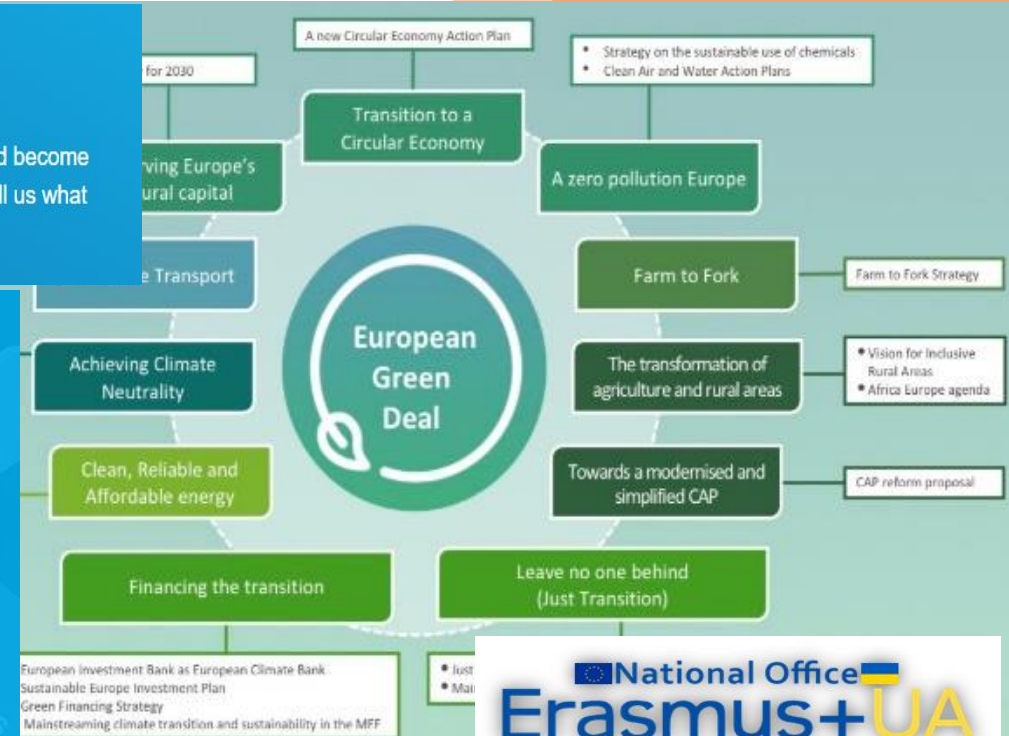 d become
ll us what
for 2030
A new Circular Economy Action Plan
• Strategy on the sustainable use of chemicals
• Clean Air and Water Action Plans
Transition to a
Circular Economy
rving Europe's
ural capital
A zero pollution Europe
e Transport
Farm to Fork
Farm to Fork Strategy
European
Green
Deal
Achieving Climate
Neutrality
The transformation of
agriculture and rural areas
• Vision for Inclusive
Rural Areas
• Africa Europe agenda
Clean, Reliable and
Affordable energy
Towards a modernised and
simplified CAP
CAP reform proposal
Financing the transition
Leave no one behind
(Just Transition)
European Investment Bank as European Climate Bank
Sustainable Europe Investment Plan
Green Financing Strategy
Mainstreaming climate transition and sustainability in the MFF
• Just
• Mai
National Office
Erasmus+UA